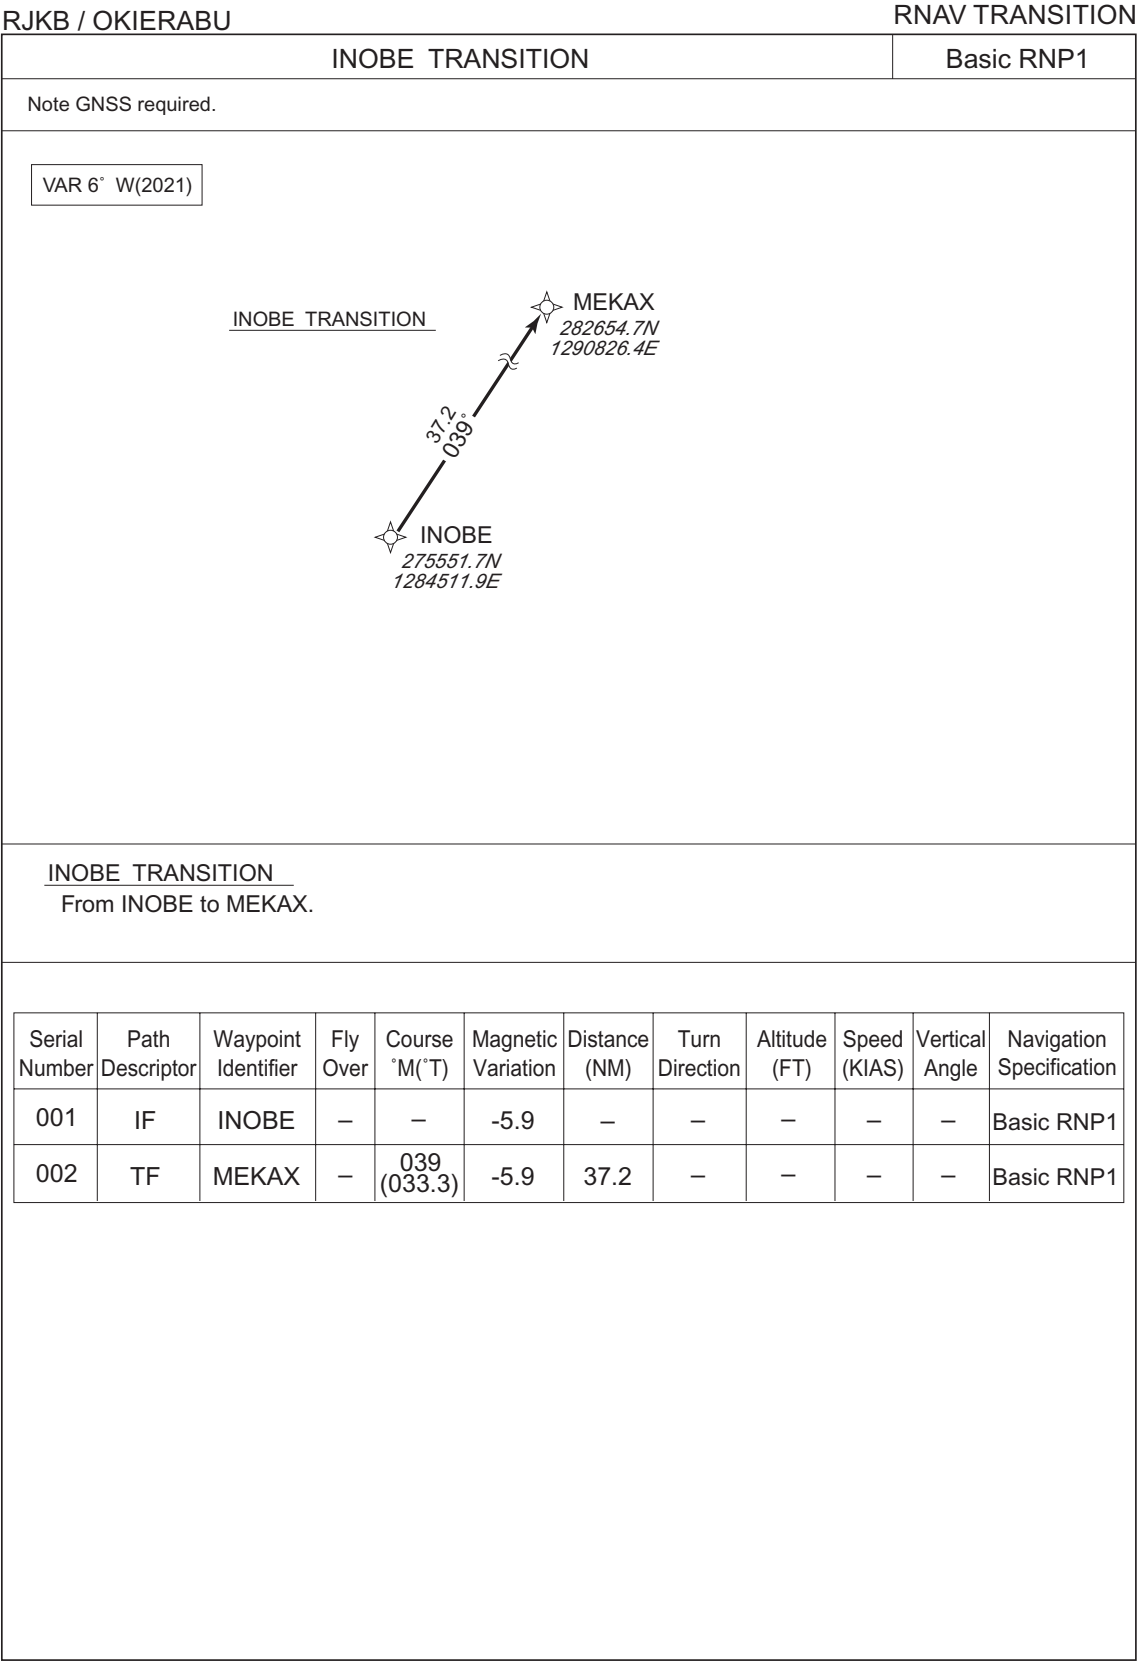 RJKB / OKIERABU
RNAV TRANSITION
INOBE TRANSITION
Basic RNP1
Note GNSS required.
VAR 6˚ W(2021)
INOBE TRANSITION
MEKAX
282654.7N
1290826.4E
37.2
039˚
INOBE
275551.7N
1284511.9E
INOBE TRANSITION
From INOBE to MEKAX.
Serial Number | Path Descriptor | Waypoint Identifier | Fly Over | Course ˚M(˚T) | Magnetic Variation | Distance (NM) | Turn Direction | Altitude (FT) | Speed (KIAS) | Vertical Angle | Navigation Specification
001 | IF | INOBE | – | – | -5.9 | – | – | – | – | – | Basic RNP1
002 | TF | MEKAX | – | 039 (033.3) | -5.9 | 37.2 | – | – | – | – | Basic RNP1